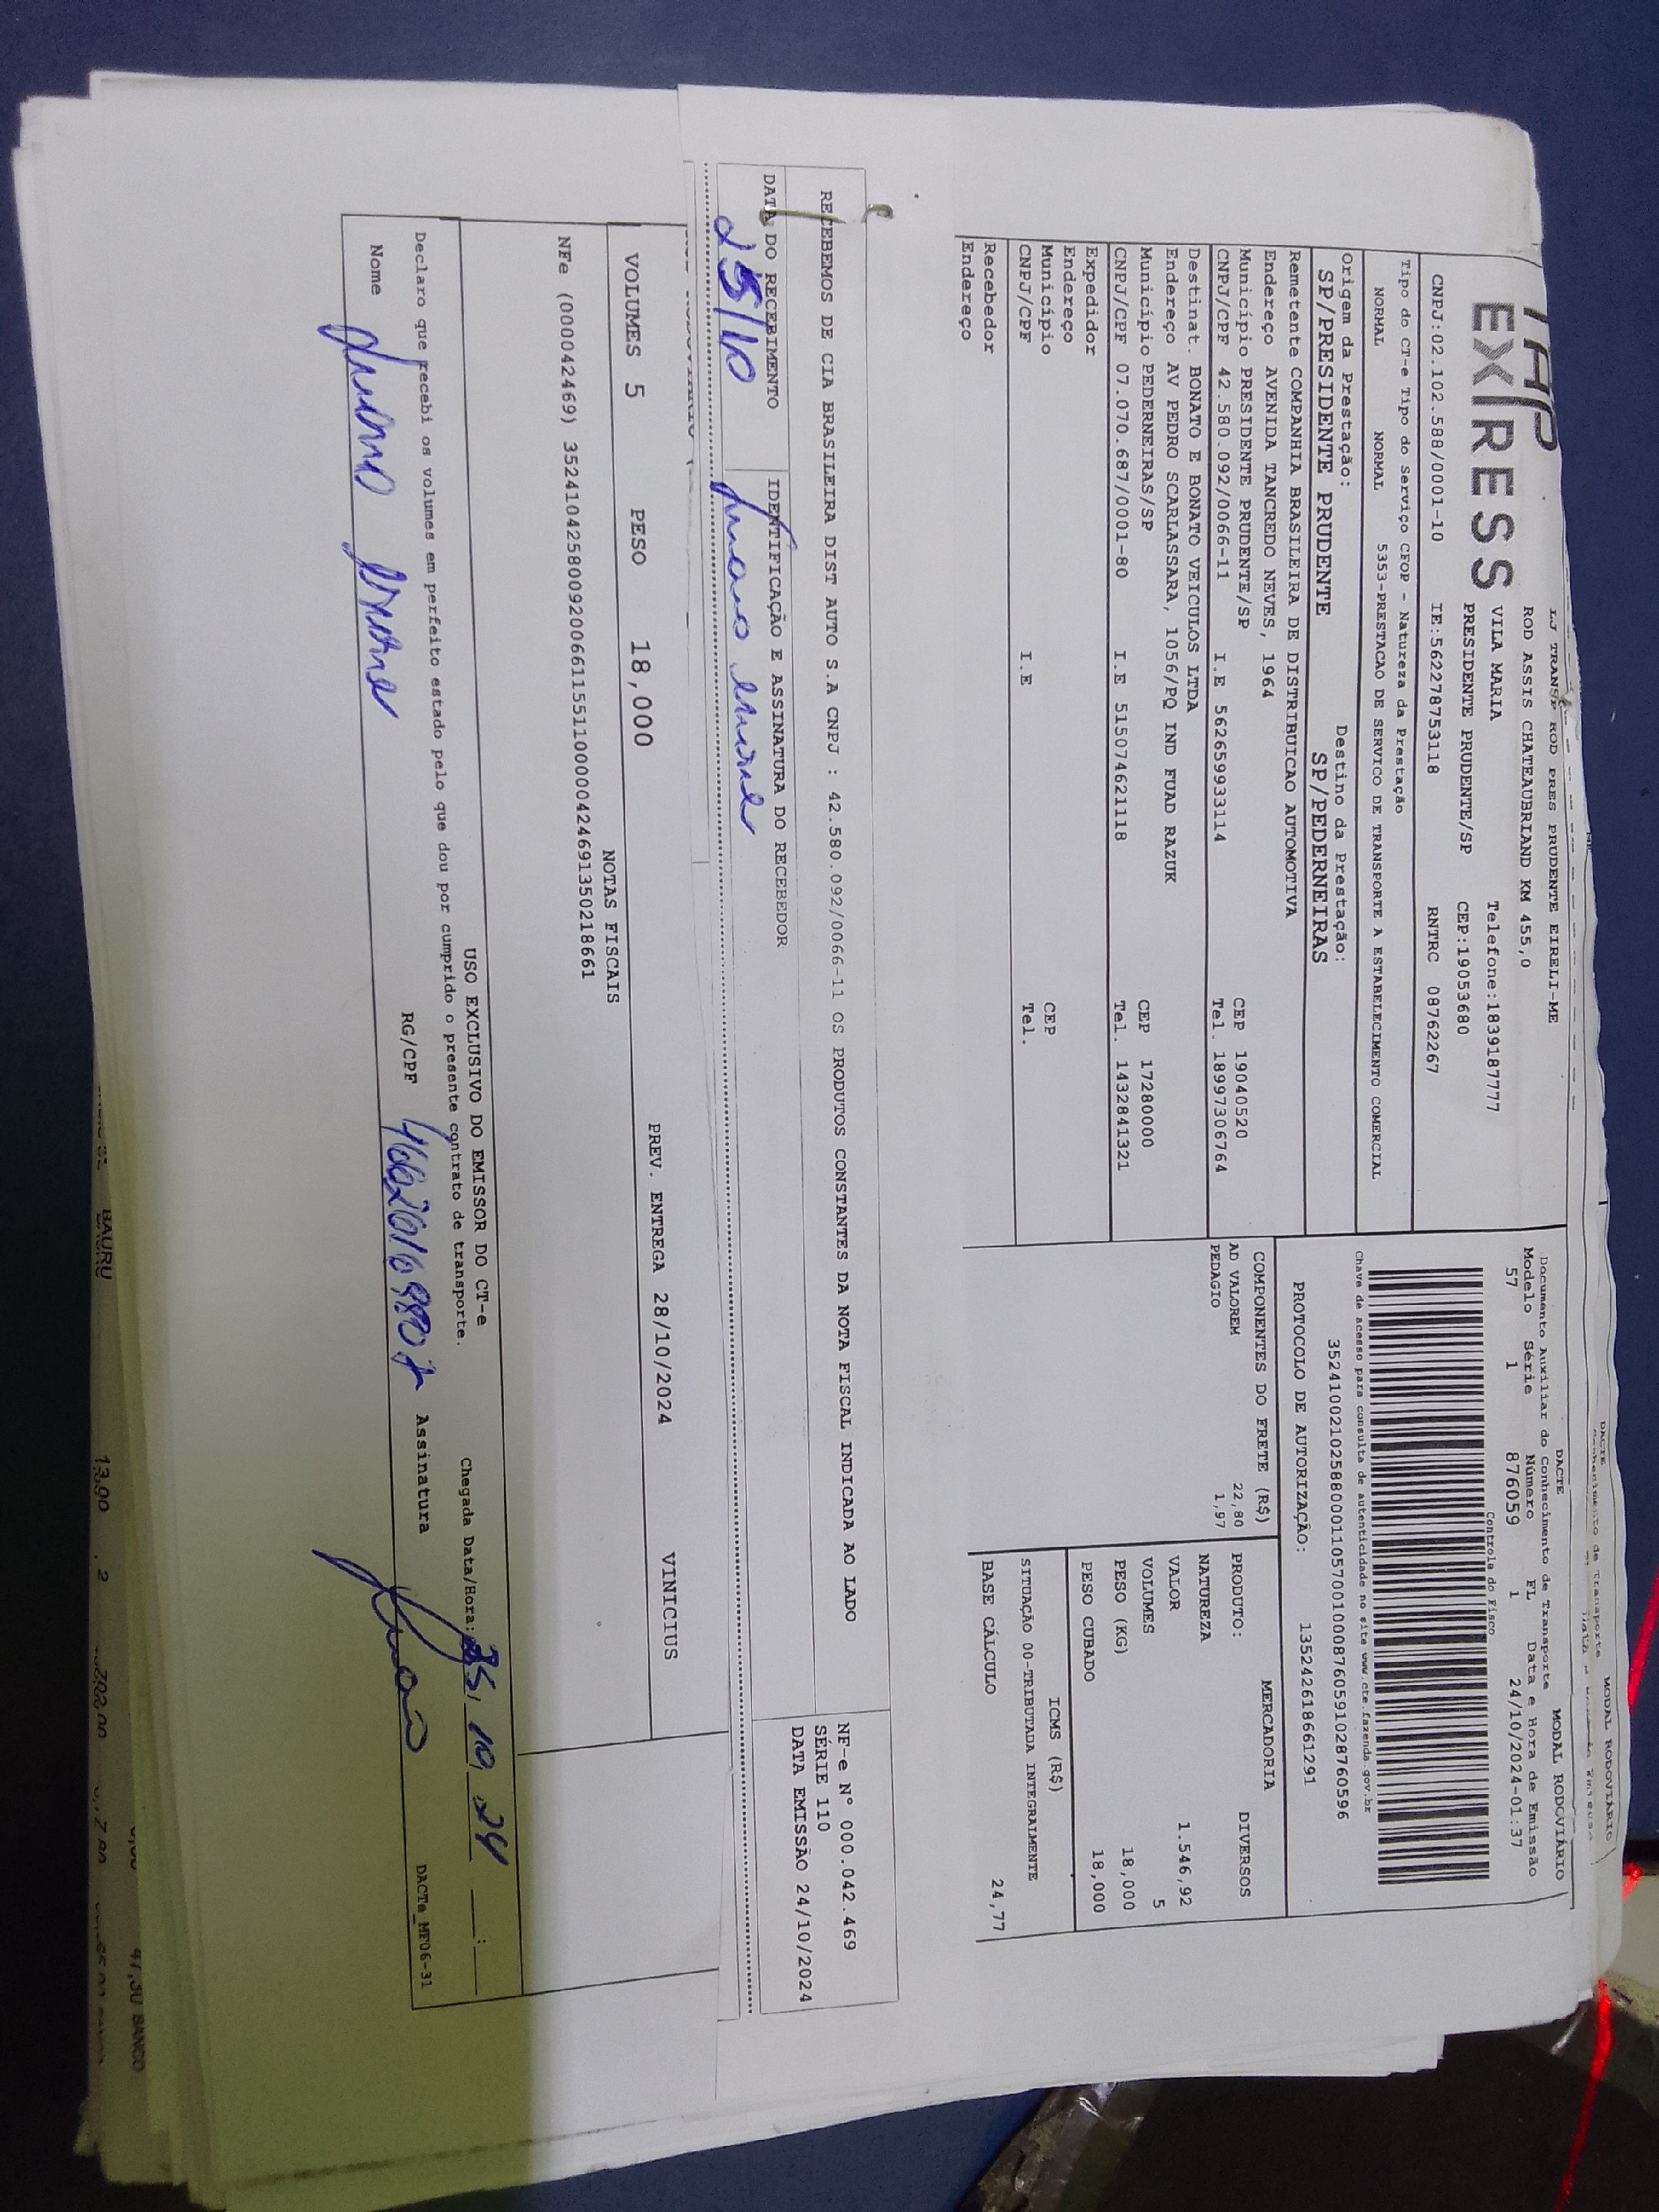 EXPRESS
LJ TRANSP ROD PRES PRUDENTE EIRELI-ME
ROD ASSIS CHATEAUBRIAND KM 455,0
VILA MARIA Telefone:1839187777
PRESIDENTE PRUDENTE/SP CEP:19053680
CNPJ:02.102.588/0001-10 IE:562278753118 RNTRC 08762267
DACTE MODAL RODOVIÁRIO
Documento Auxiliar do Conhecimento de Transporte
Modelo Série Número FL Data e Hora de Emissão
57 1 876059 1 24/10/2024-01:37
Controle do Fisco
Tipo do CT-e Tipo do Serviço CFOP - Natureza da Prestação
NORMAL NORMAL 5353-PRESTACAO DE SERVICO DE TRANSPORTE A ESTABELECIMENTO COMERCIAL
Chave de acesso para consulta de autenticidade no site www.cte.fazenda.gov.br
35241002102588000110570010008760591028760596
Origem da Prestação: Destino da Prestação:
SP/PRESIDENTE PRUDENTE SP/PEDERNEIRAS
PROTOCOLO DE AUTORIZAÇÃO: 135242618661291
Remetente COMPANHIA BRASILEIRA DE DISTRIBUICAO AUTOMOTIVA
Endereço AVENIDA TANCREDO NEVES, 1964
Município PRESIDENTE PRUDENTE/SP CEP 19040520
CNPJ/CPF 42.580.092/0066-11 I.E 562659933114 Tel. 18997306764
Destinat. BONATO E BONATO VEICULOS LTDA
Endereço AV PEDRO SCARLASSARA, 1056/PQ IND FUAD RAZUK
Município PEDERNEIRAS/SP CEP 17280000
CNPJ/CPF 07.070.687/0001-80 I.E 515074621118 Tel. 1432841321
Expedidor
Endereço
Município CEP
CNPJ/CPF I.E Tel.
Recebedor
Endereço
COMPONENTES DO FRETE (R$)
AD VALOREM 22,80
PEDAGIO 1,97
MERCADORIA
PRODUTO: DIVERSOS
NATUREZA
VALOR 1.546,92
VOLUMES 5
PESO (KG) 18,000
PESO CUBADO 18,000
ICMS (R$)
SITUAÇÃO 00-TRIBUTADA INTEGRALMENTE
BASE CÁLCULO 24,77
RECEBEMOS DE CIA BRASILEIRA DIST AUTO S.A CNPJ : 42.580.092/0066-11 OS PRODUTOS CONSTANTES DA NOTA FISCAL INDICADA AO LADO
NF-e Nº 000.042.469
SÉRIE 110
DATA EMISSÃO 24/10/2024
DATA DO RECEBIMENTO IDENTIFICAÇÃO E ASSINATURA DO RECEBEDOR
25/10
VOLUMES 5 PESO 18,000 PREV. ENTREGA 28/10/2024 VINICIUS
NOTAS FISCAIS
NFe (000042469) 35241042580092006611551100000424691350218661
USO EXCLUSIVO DO EMISSOR DO CT-e
Declaro que recebi os volumes em perfeito estado pelo que dou por cumprido o presente contrato de transporte.
Chegada Data/Hora: 25, 10, 24 :
Nome RG/CPF Assinatura
DACTe_MF06-31
BAURU
13,90